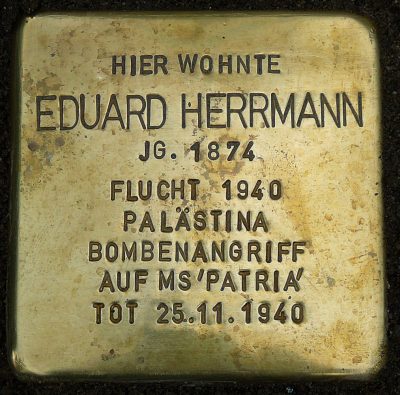 HIER WOHNTE
EDUARD HERRMANN
JG. 1874
FLUCHT 1940
PALÄSTINA
BOMBENANGRIFF
AUF MS 'PATRIA'
TOT 25.11.1940